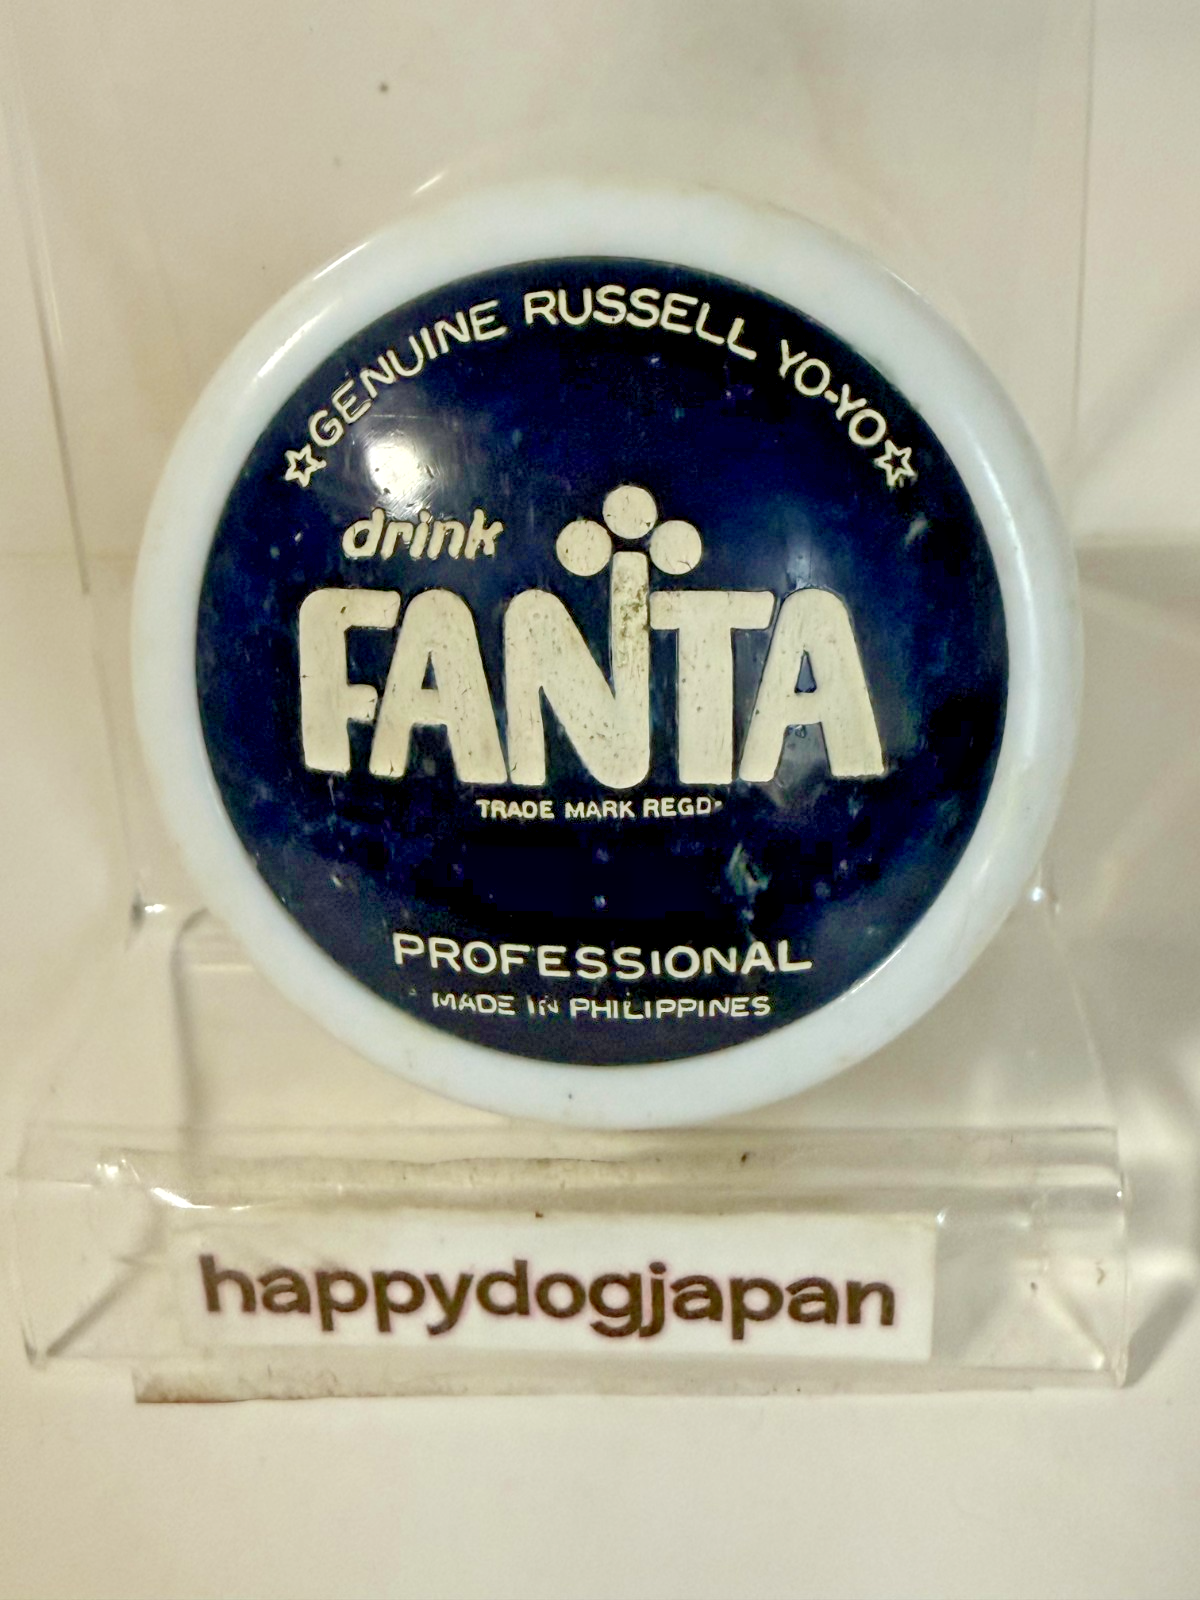 ☆GENUINE RUSSELL YO-YO☆
drink
FANTA
TRADE MARK REGD.
PROFESSIONAL
MADE IN PHILIPPINES
happydogjapan